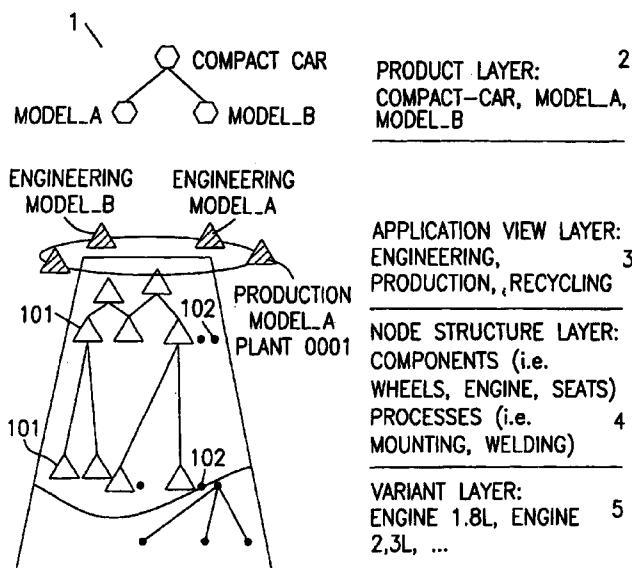 1
COMPACT CAR
MODEL_A
MODEL_B
PRODUCT LAYER: 2
COMPACT-CAR, MODEL_A,
MODEL_B
ENGINEERING
MODEL_B
ENGINEERING
MODEL_A
PRODUCTION
MODEL_A
PLANT 0001
101
102
101
102
APPLICATION VIEW LAYER:
ENGINEERING, 3
PRODUCTION, RECYCLING
NODE STRUCTURE LAYER:
COMPONENTS (i.e.
WHEELS, ENGINE, SEATS)
PROCESSES (i.e. 4
MOUNTING, WELDING)
VARIANT LAYER:
ENGINE 1.8L, ENGINE 5
2,3L, ...